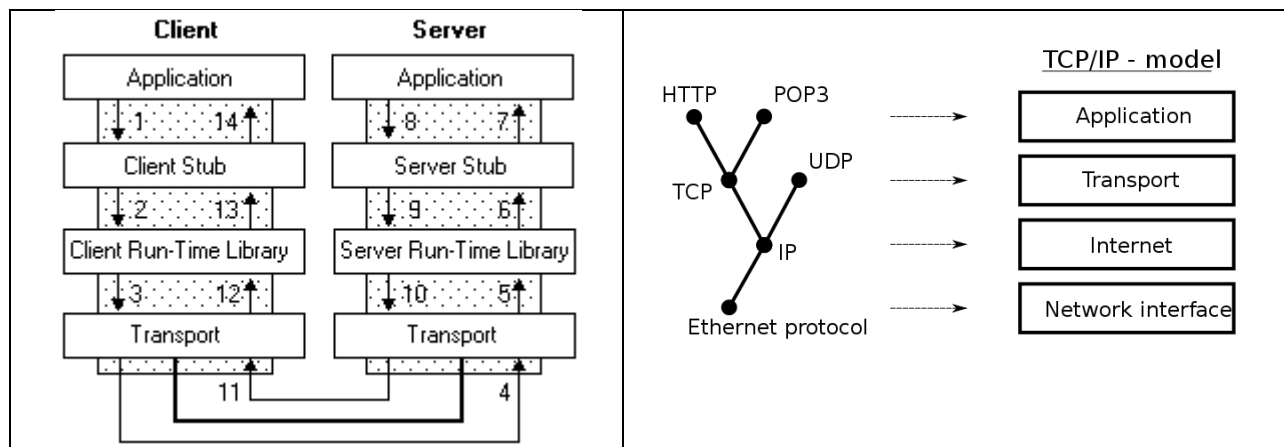 Client Server
Application Application
1 14 8 7
Client Stub Server Stub
2 13 9 6
Client Run-Time Library Server Run-Time Library
3 12 10 5
Transport Transport
11 4
TCP/IP - model
HTTP POP3
Application
UDP
TCP
Transport
IP
Internet
Ethernet protocol
Network interface